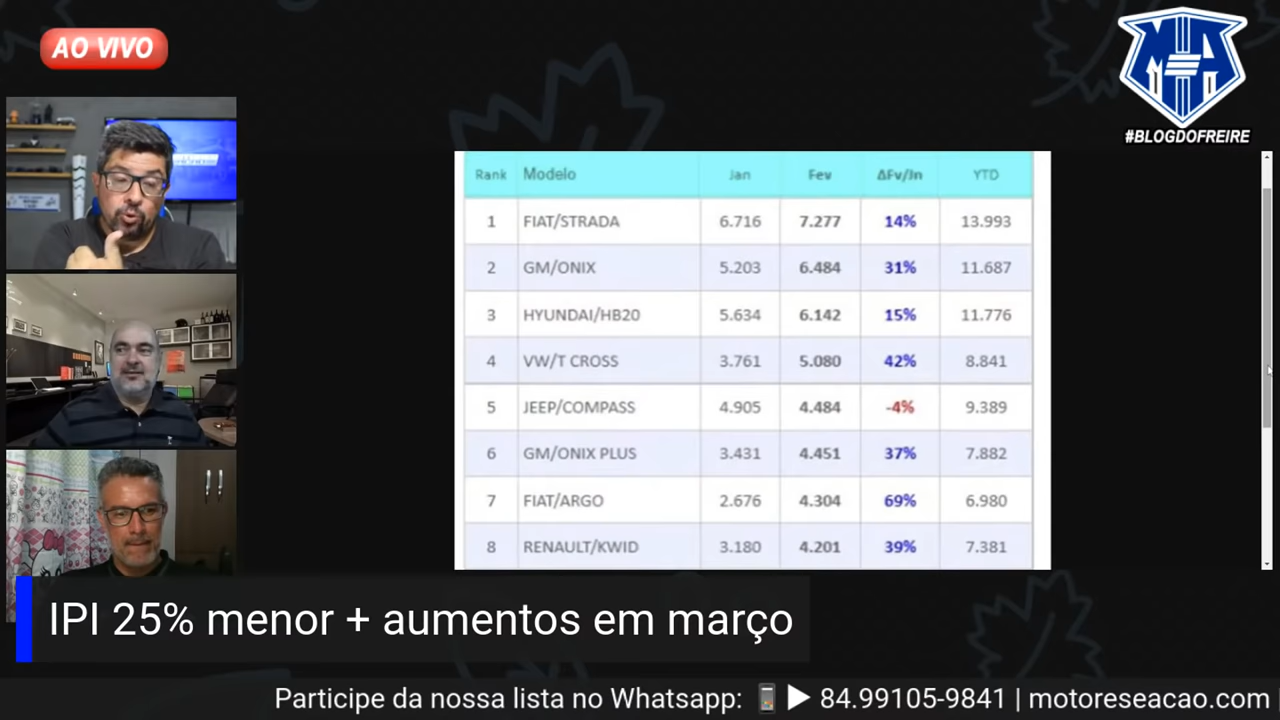 AO VIVO
MA
#BLOGDOFREIRE
Rank Modelo Jan Fev ΔFv/Jn YTD
1 FIAT/STRADA 6.716 7.277 14% 13.993
2 GM/ONIX 5.203 6.484 31% 11.687
3 HYUNDAI/HB20 5.634 6.142 15% 11.776
4 VW/T CROSS 3.761 5.080 42% 8.841
5 JEEP/COMPASS 4.905 4.484 -4% 9.389
6 GM/ONIX PLUS 3.431 4.451 37% 7.882
7 FIAT/ARGO 2.676 4.304 69% 6.980
8 RENAULT/KWID 3.180 4.201 39% 7.381
IPI 25% menor + aumentos em março
Participe da nossa lista no Whatsapp: 📱▶ 84.99105-9841 | motoreseacao.com